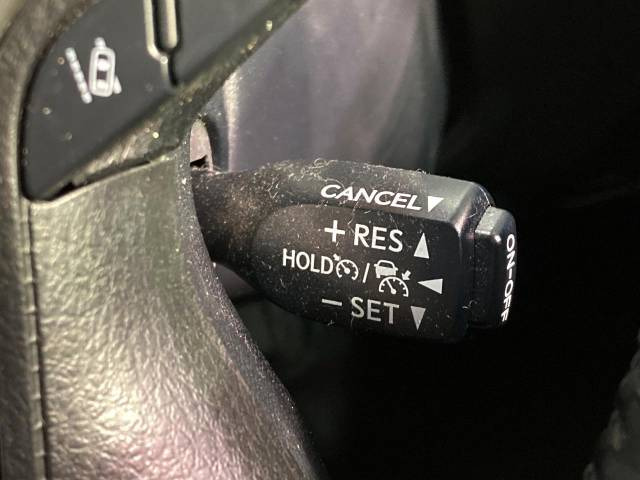 CANCEL▼
+ RES ▲
HOLD / ◀
− SET ▼
ON-OFF